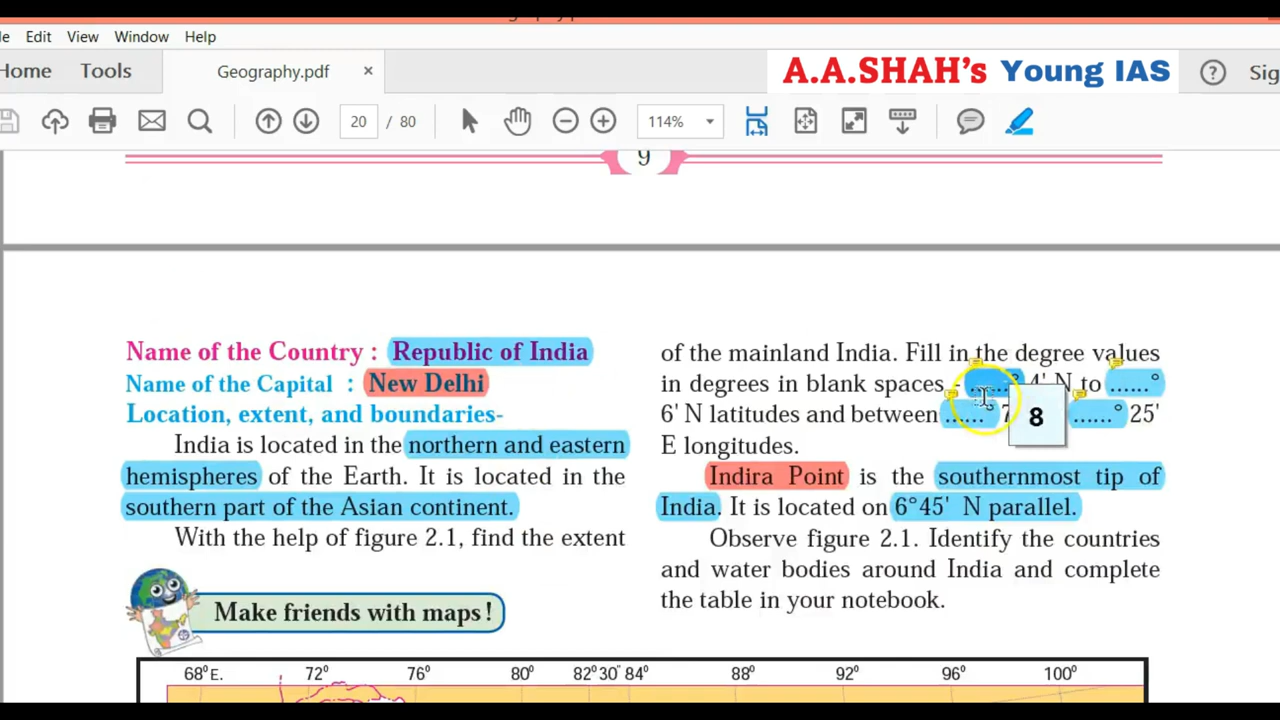 Edit View Window Help
Home Tools Geography.pdf ×
A.A.SHAH's Young IAS
? Sig
20 / 80 114%
9
Name of the Country : Republic of India
Name of the Capital : New Delhi
Location, extent, and boundaries-
India is located in the northern and eastern
hemispheres of the Earth. It is located in the
southern part of the Asian continent.
With the help of figure 2.1, find the extent
Make friends with maps!
of the mainland India. Fill in the degree values
in degrees in blank spaces - ......° 4' N to ......°
6' N latitudes and between ......° 7 ......° 25'
E longitudes.
8
Indira Point is the southernmost tip of
India. It is located on 6°45' N parallel.
Observe figure 2.1. Identify the countries
and water bodies around India and complete
the table in your notebook.
68° E. 72° 76° 80° 82° 30' 84° 88° 92° 96° 100°